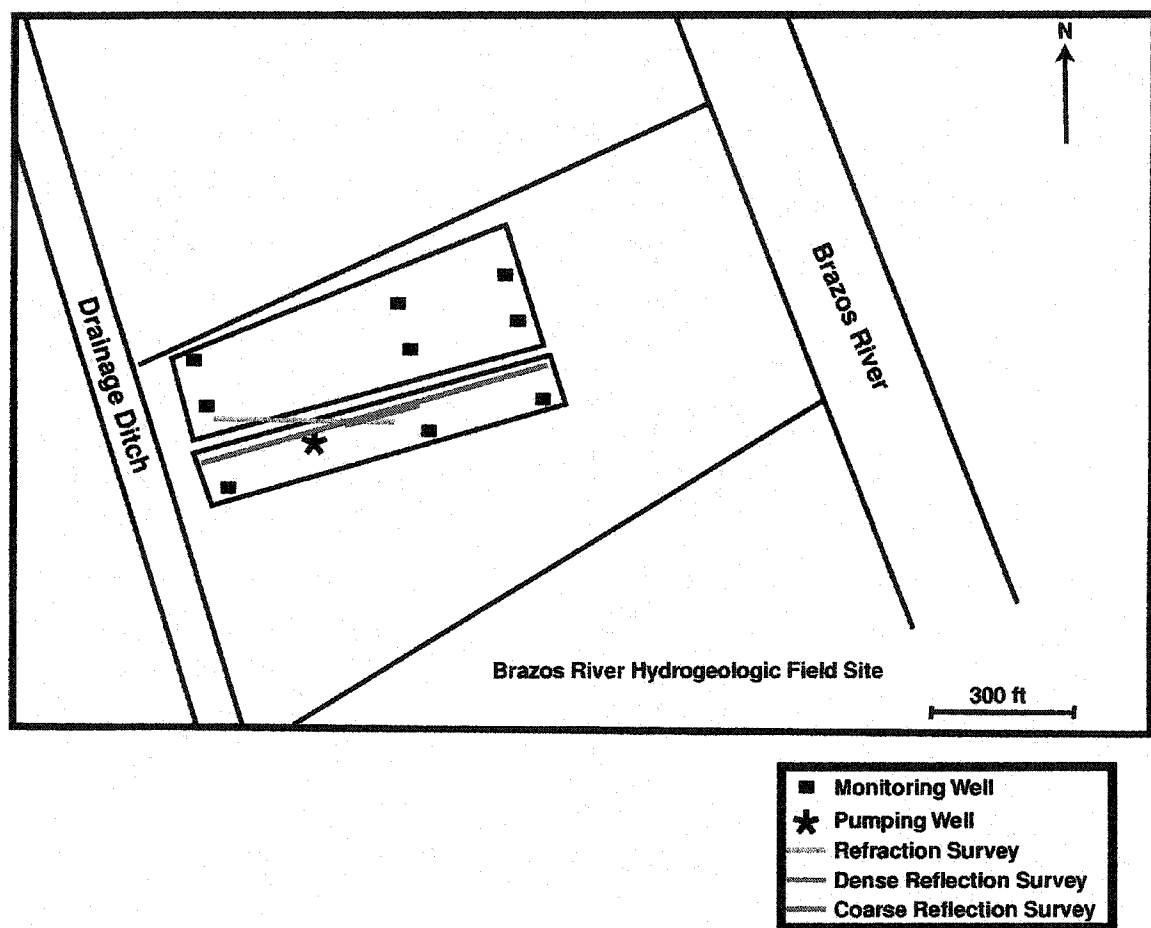 N
Drainage Ditch
Brazos River
Brazos River Hydrogeologic Field Site
300 ft
Monitoring Well
Pumping Well
Refraction Survey
Dense Reflection Survey
Coarse Reflection Survey